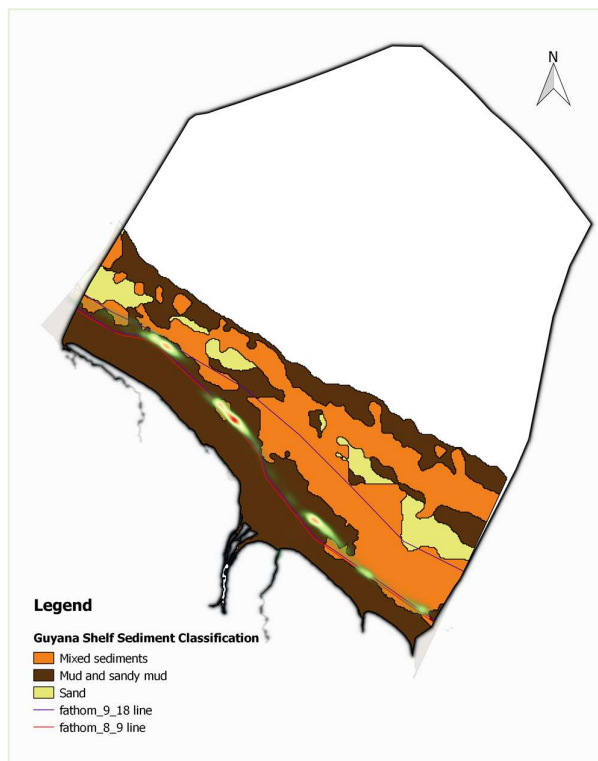 N
Legend
Guyana Shelf Sediment Classification
Mixed sediments
Mud and sandy mud
Sand
fathom_9_18 line
fathom_8_9 line